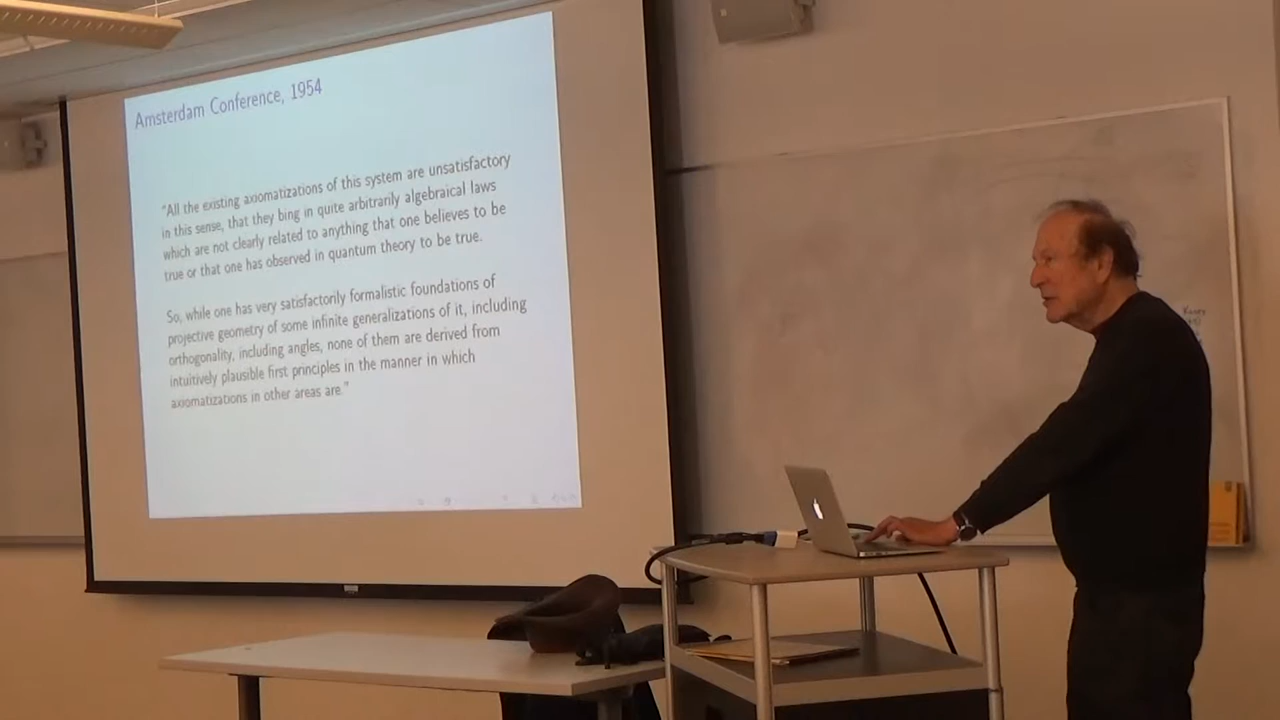 Amsterdam Conference, 1954
"All the existing axiomatizations of this system are unsatisfactory
in this sense, that they bing in quite arbitrarily algebraical laws
which are not clearly related to anything that one believes to be
true or that one has observed in quantum theory to be true.
So, while one has very satisfactorily formalistic foundations of
projective geometry of some infinite generalizations of it, including
orthogonality, including angles, none of them are derived from
intuitively plausible first principles in the manner in which
axiomatizations in other areas are."